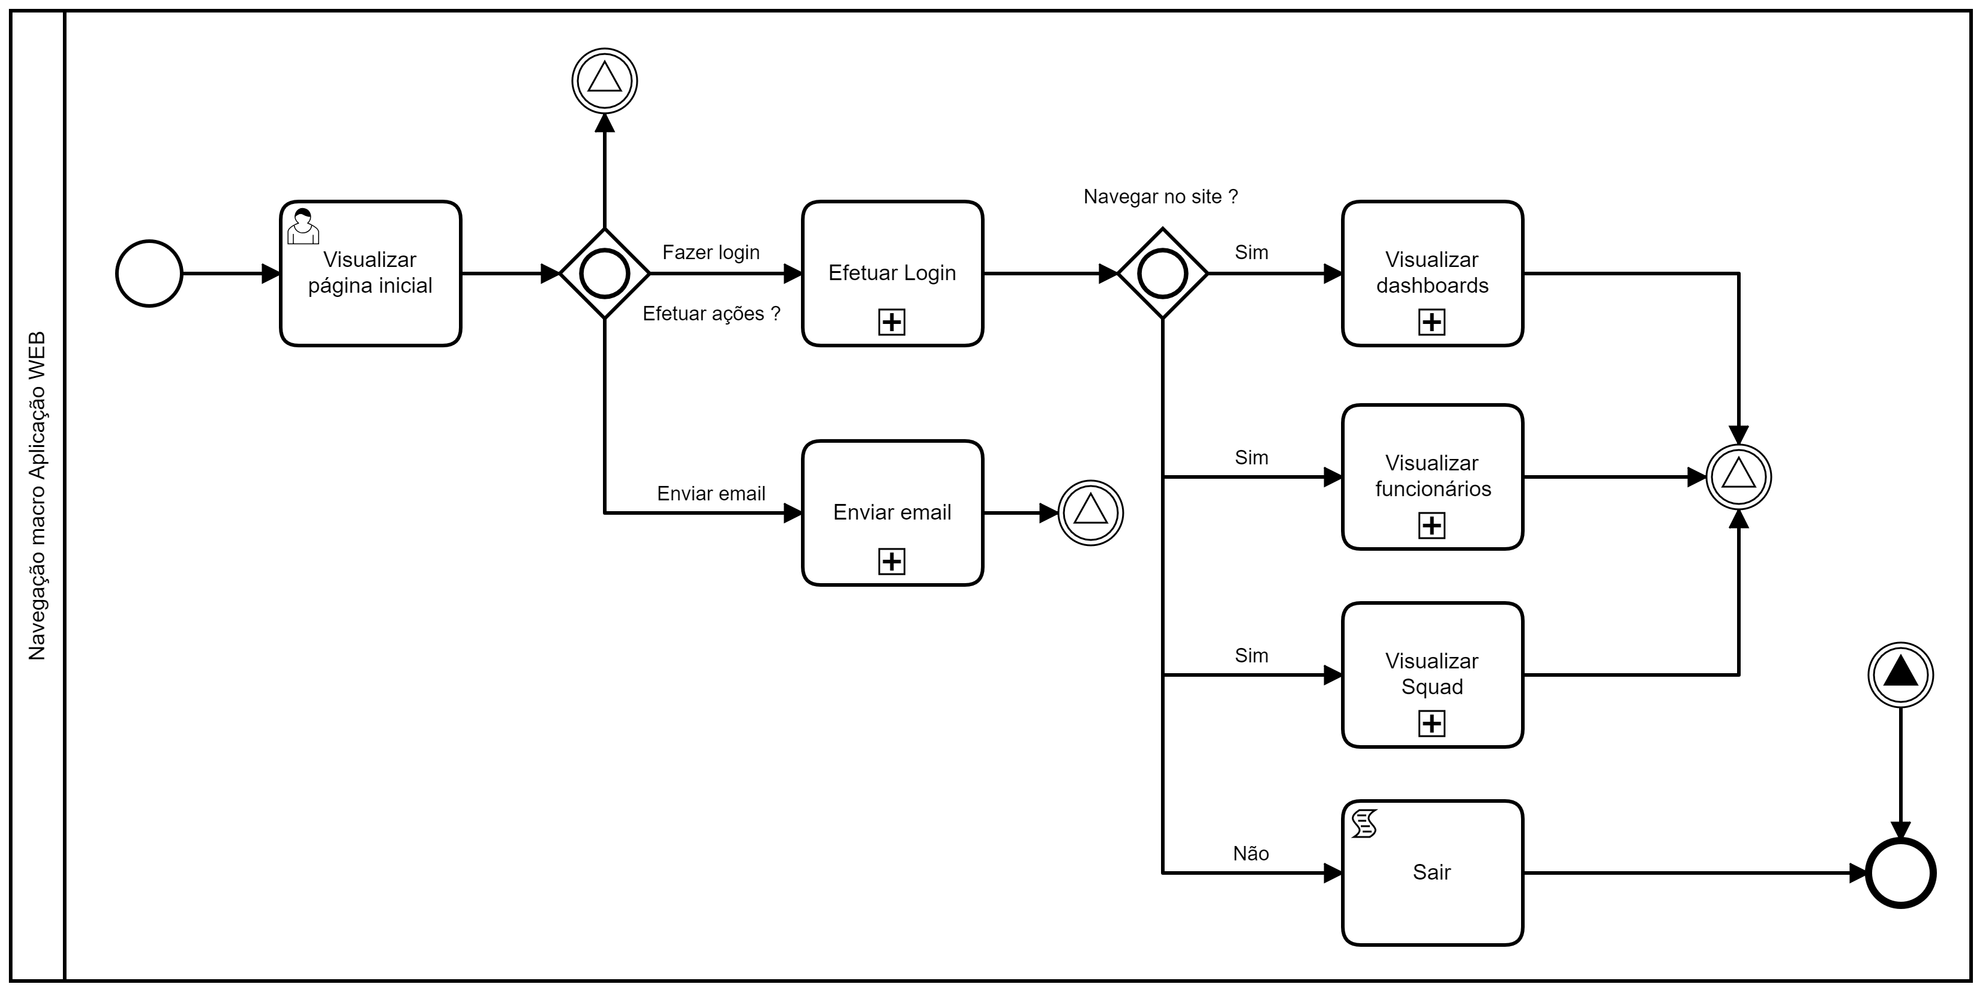 Navegação macro Aplicação WEB
Visualizar
página inicial
Fazer login
Efetuar ações ?
Efetuar Login
Enviar email
Enviar email
Navegar no site ?
Sim
Visualizar
dashboards
Sim
Visualizar
funcionários
Sim
Visualizar
Squad
Não
Sair